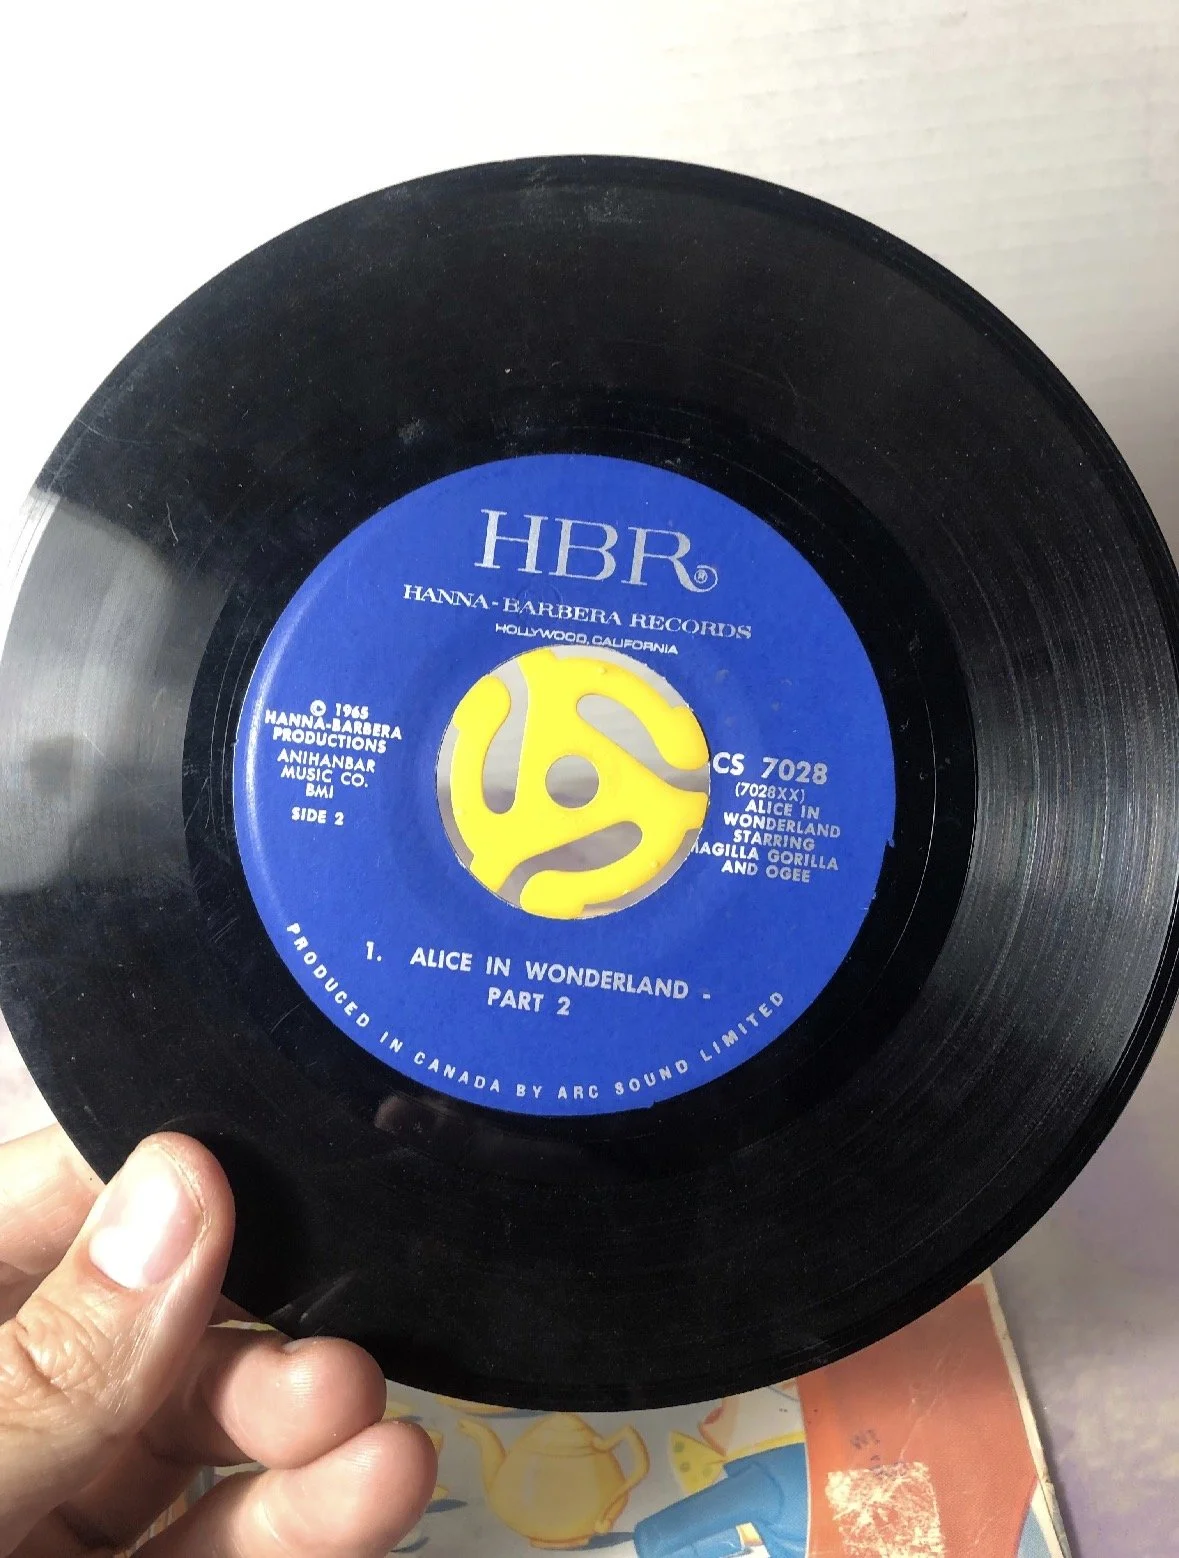 HBR®
HANNA-BARBERA RECORDS
HOLLYWOOD, CALIFORNIA
© 1965
HANNA-BARBERA
PRODUCTIONS
ANIHANBAR
MUSIC CO.
BMI
SIDE 2
CS 7028
(7028XX)
ALICE IN
WONDERLAND
STARRING
AGILLA GORILLA
AND OGEE
1. ALICE IN WONDERLAND -
PART 2
PRODUCED IN CANADA BY ARC SOUND LIMITED